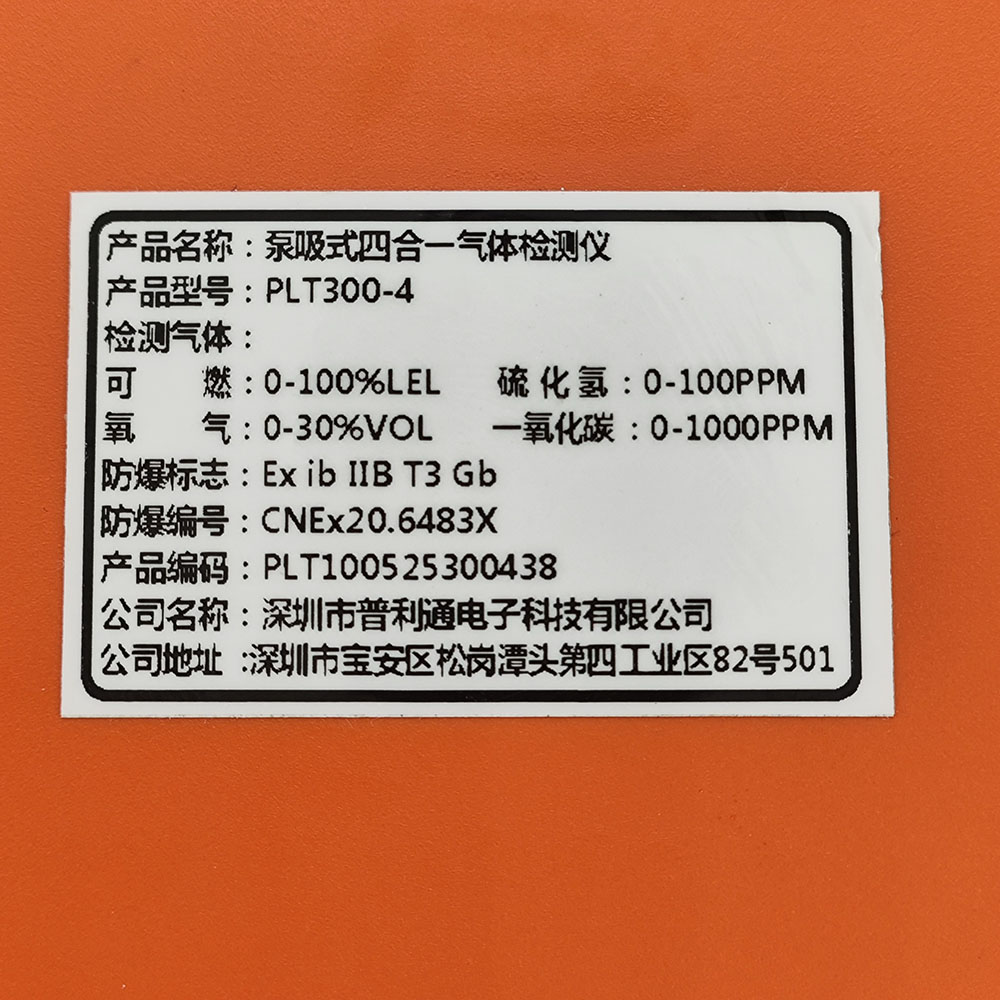 产品名称：泵吸式四合一气体检测仪
产品型号：PLT300-4
检测气体：
可　　燃：0-100%LEL　硫 化 氢：0-100PPM
氧　　气：0-30%VOL　一氧化碳：0-1000PPM
防爆标志：Ex ib IIB T3 Gb
防爆编号：CNEx20.6483X
产品编码：PLT100525300438
公司名称：深圳市普利通电子科技有限公司
公司地址 :深圳市宝安区松岗潭头第四工业区82号501